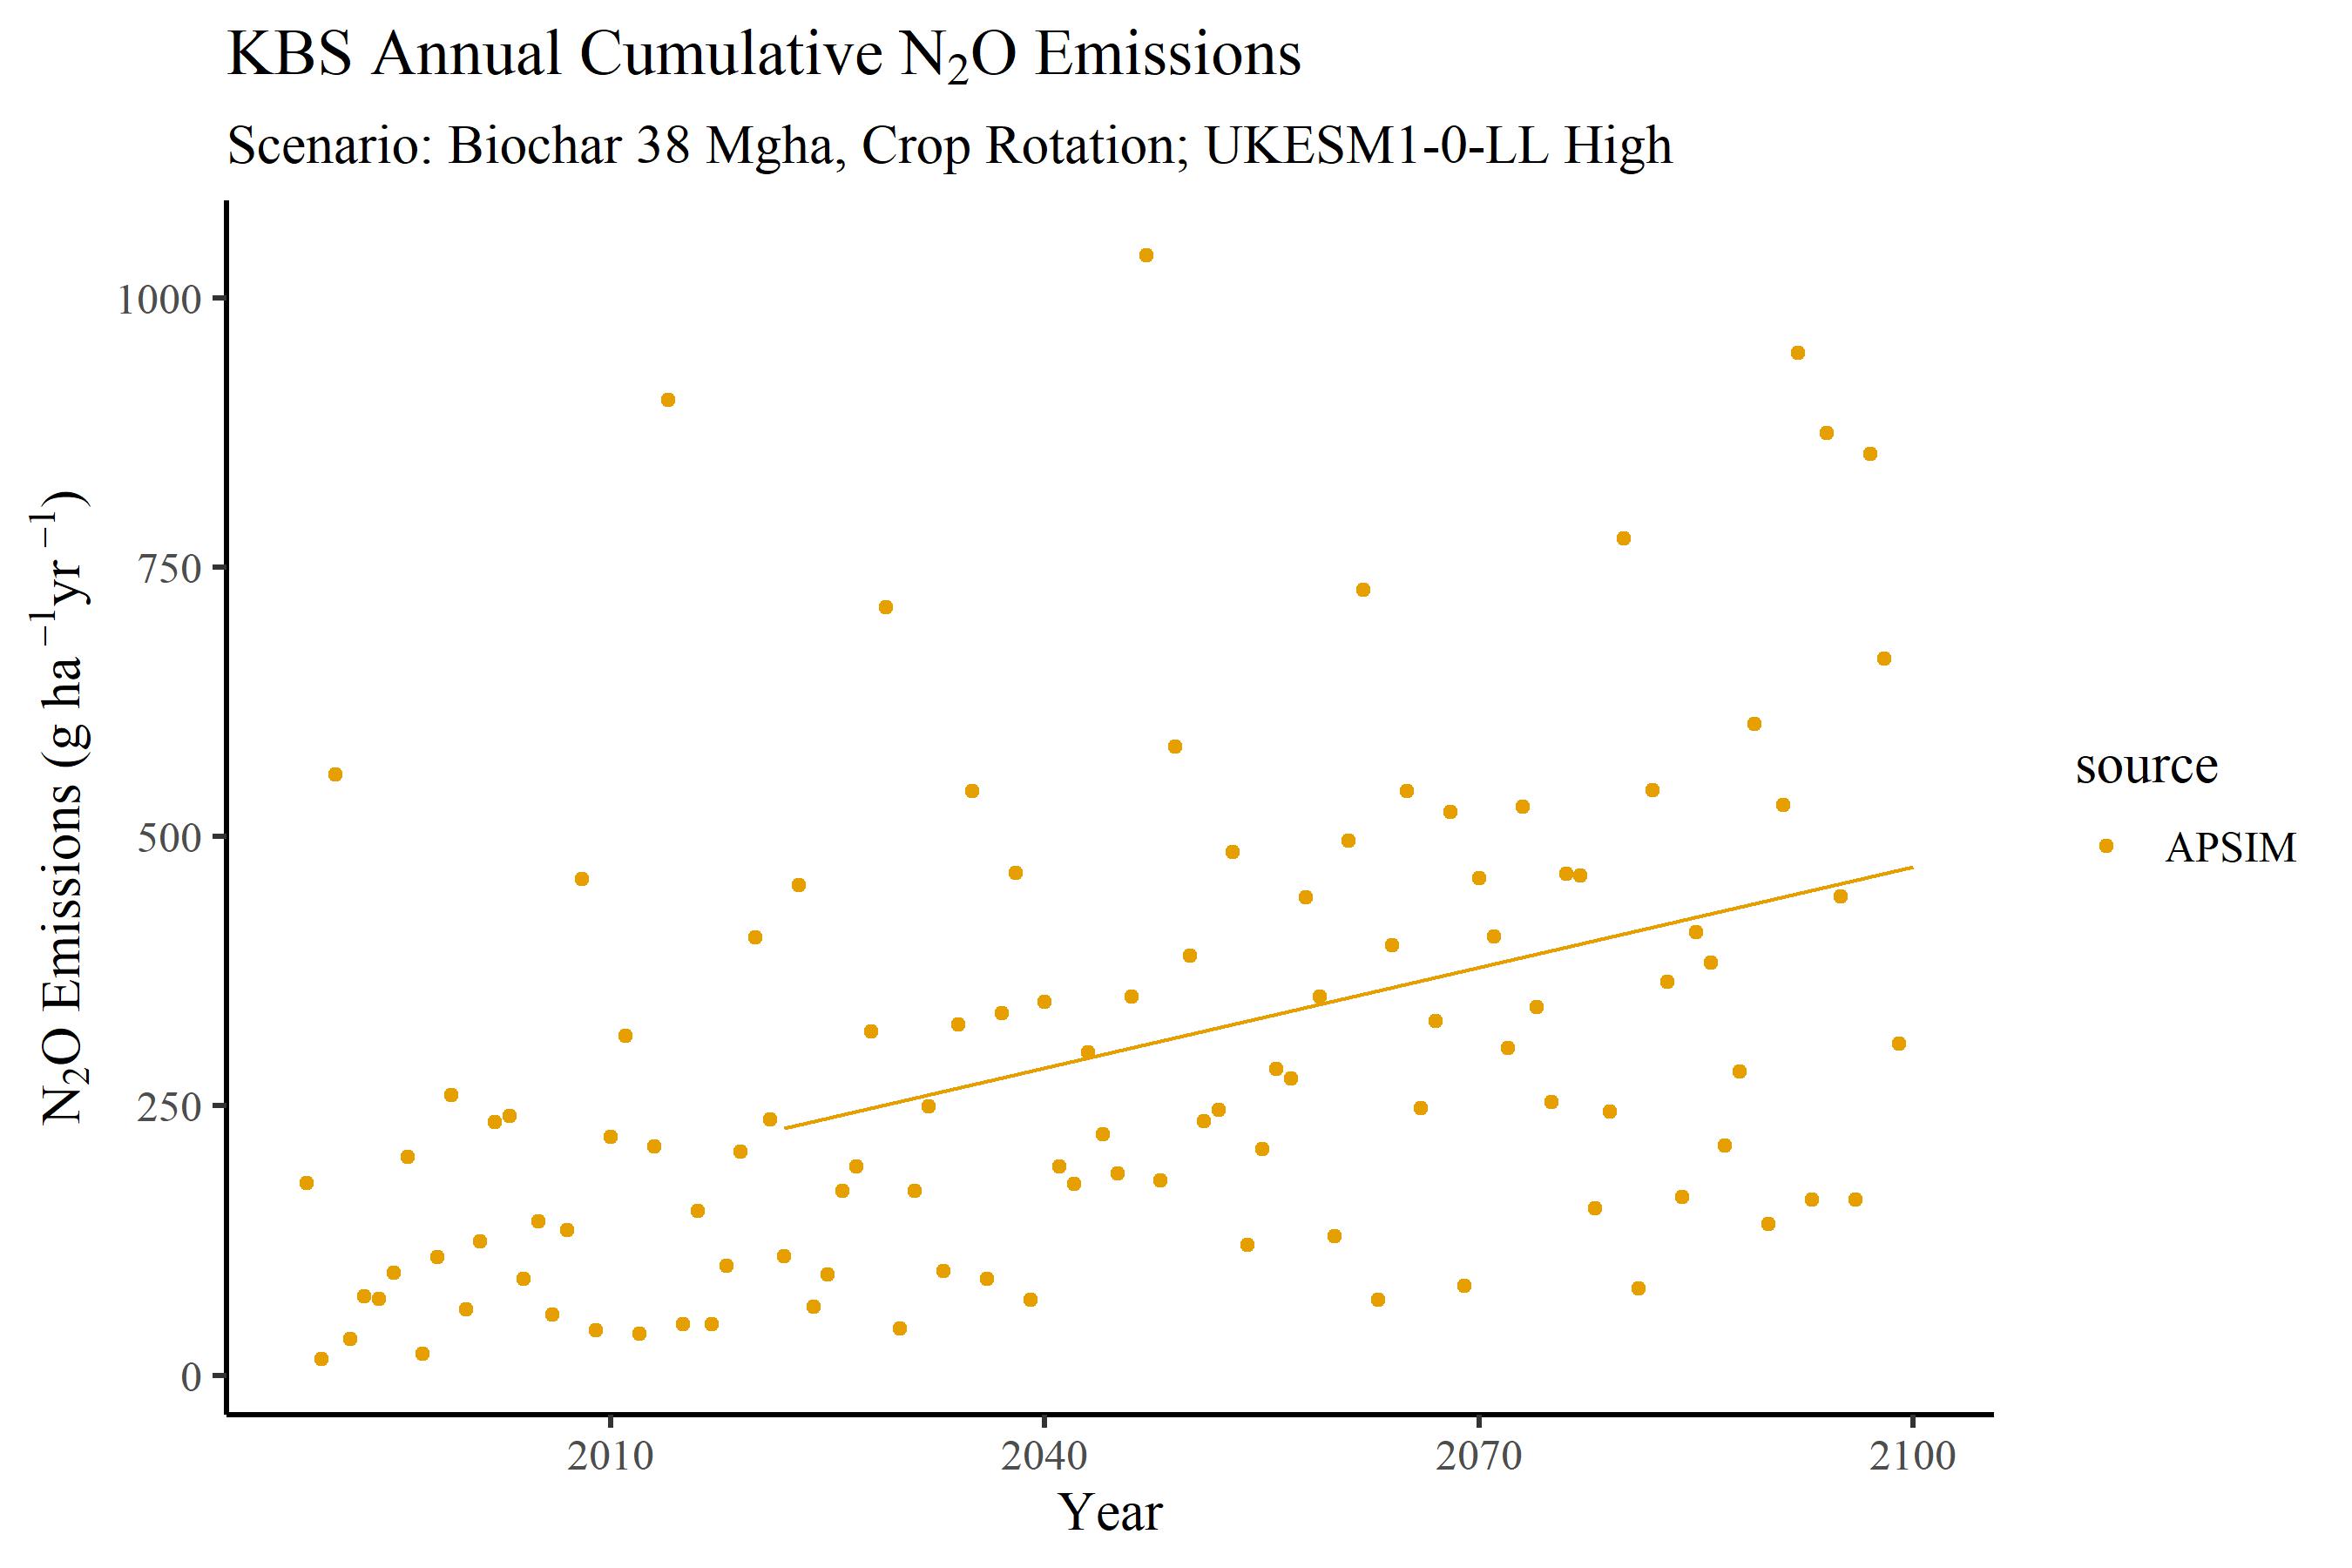 KBS Annual Cumulative N₂O Emissions
Scenario: Biochar 38 Mgha, Crop Rotation; UKESM1-0-LL High
N₂O Emissions (g ha⁻¹yr⁻¹)
1000
750
500
250
0
2010 2040 2070 2100
Year
source
APSIM